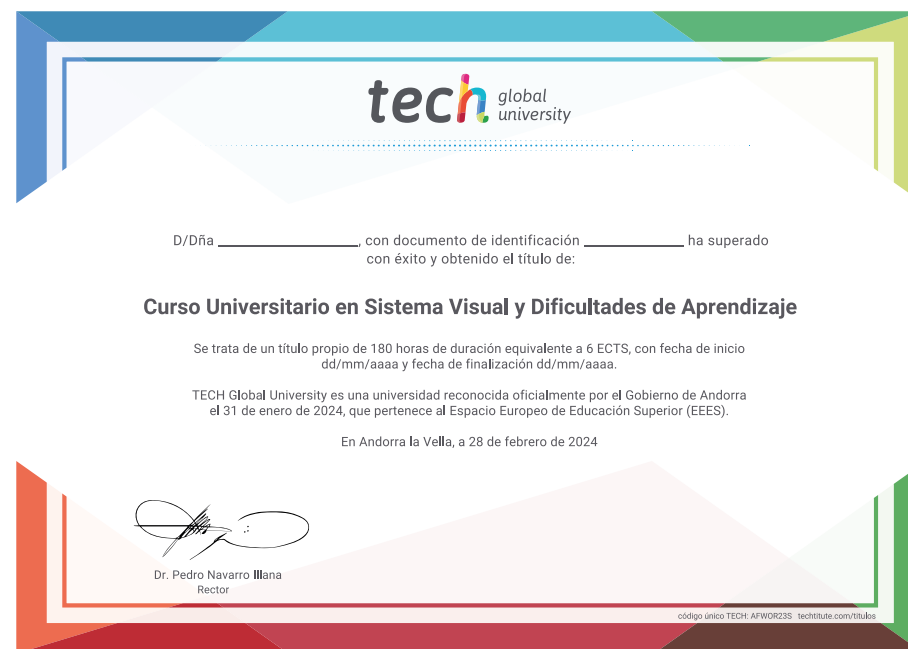 tech global university
D/Dña ____________________, con documento de identificación ______________ ha superado
con éxito y obtenido el título de:
Curso Universitario en Sistema Visual y Dificultades de Aprendizaje
Se trata de un título propio de 180 horas de duración equivalente a 6 ECTS, con fecha de inicio
dd/mm/aaaa y fecha de finalización dd/mm/aaaa.
TECH Global University es una universidad reconocida oficialmente por el Gobierno de Andorra
el 31 de enero de 2024, que pertenece al Espacio Europeo de Educación Superior (EEES).
En Andorra la Vella, a 28 de febrero de 2024
Dr. Pedro Navarro Illana
Rector
código único TECH: AFWOR23S techtitute.com/titulos